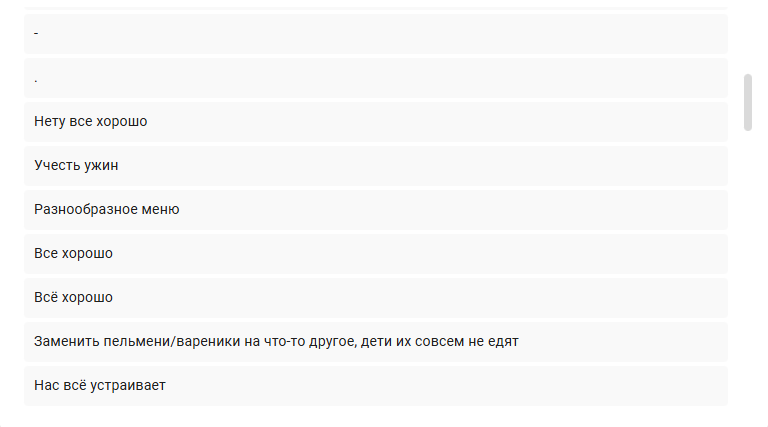 -
.
Нету все хорошо
Учесть ужин
Разнообразное меню
Все хорошо
Всё хорошо
Заменить пельмени/вареники на что-то другое, дети их совсем не едят
Нас всё устраивает